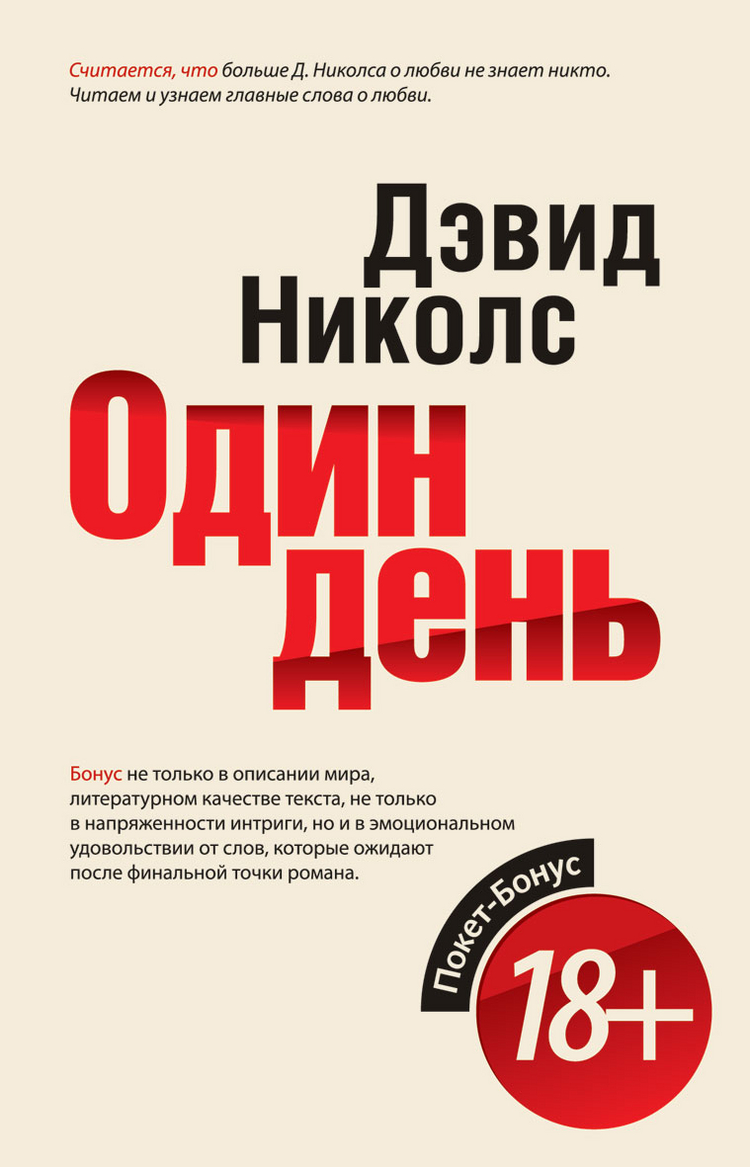 Считается, что больше Д. Николса о любви не знает никто.
Читаем и узнаем главные слова о любви.
Дэвид
Николс
Один
день
Бонус не только в описании мира,
литературном качестве текста, не только
в напряженности интриги, но и в эмоциональном
удовольствии от слов, которые ожидают
после финальной точки романа.
Покет-Бонус
18+